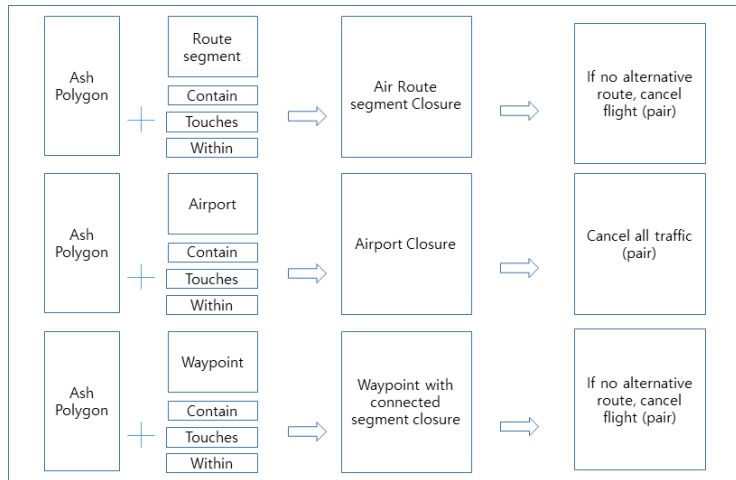 Ash
Polygon
Route
segment
Contain
Touches
Within
Air Route
segment Closure
If no alternative
route, cancel
flight (pair)
Ash
Polygon
Airport
Contain
Touches
Within
Airport Closure
Cancel all traffic
(pair)
Ash
Polygon
Waypoint
Contain
Touches
Within
Waypoint with
connected
segment closure
If no alternative
route, cancel
flight (pair)